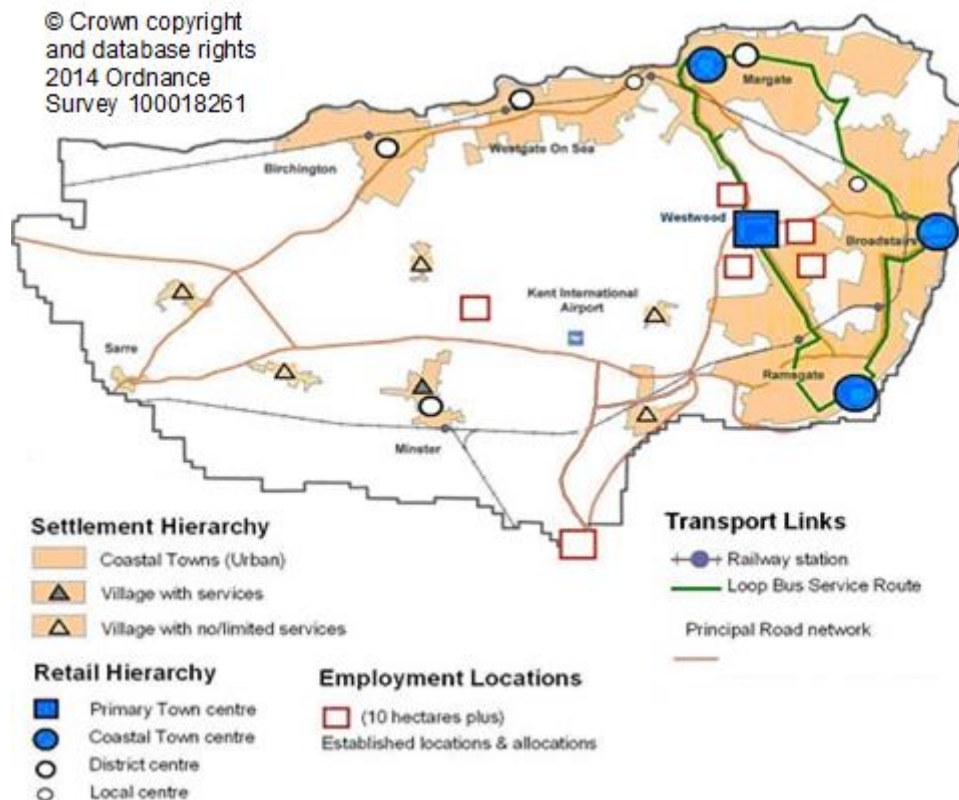 © Crown copyright
and database rights
2014 Ordnance
Survey 100018261
Margate
Westgate On Sea
Birchington
Westwood
Broadstairs
Kent International
Airport
Sarre
Ramsgate
Minster
Settlement Hierarchy
Coastal Towns (Urban)
Village with services
Village with no/limited services
Retail Hierarchy
Primary Town centre
Coastal Town centre
District centre
Local centre
Employment Locations
(10 hectares plus)
Established locations & allocations
Transport Links
Railway station
Loop Bus Service Route
Principal Road network